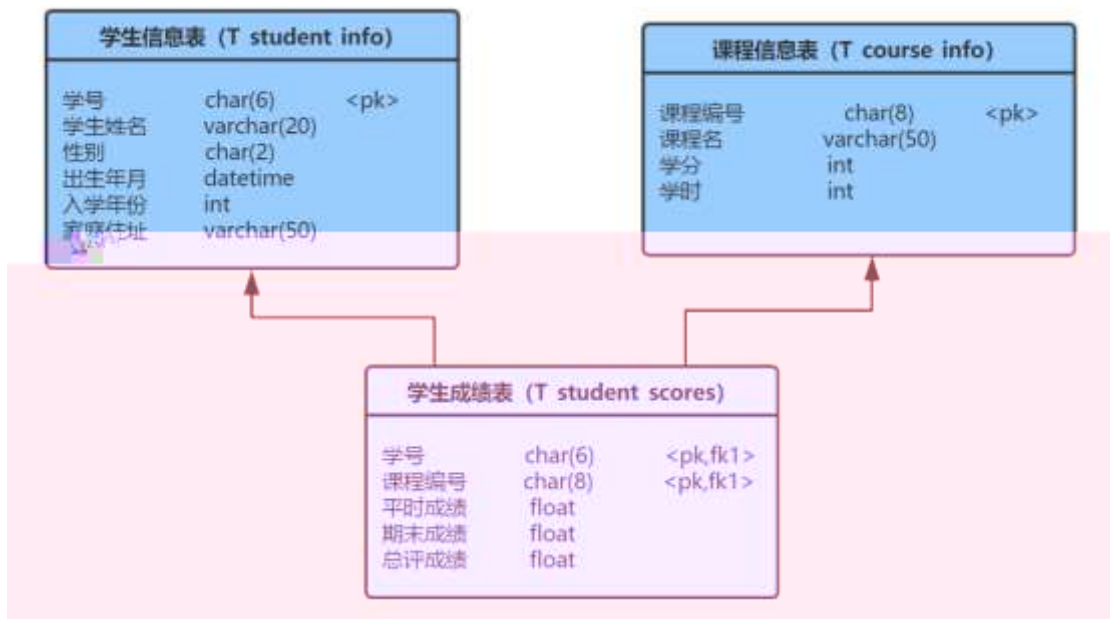 学生信息表（T student info）
学号 char(6) <pk>
学生姓名 varchar(20)
性别 char(2)
出生年月 datetime
入学年份 int
家庭住址 varchar(50)
课程信息表（T course info）
课程编号 char(8) <pk>
课程名 varchar(50)
学分 int
学时 int
学生成绩表（T student scores）
学号 char(6) <pk,fk1>
课程编号 char(8) <pk,fk1>
平时成绩 float
期末成绩 float
总评成绩 float